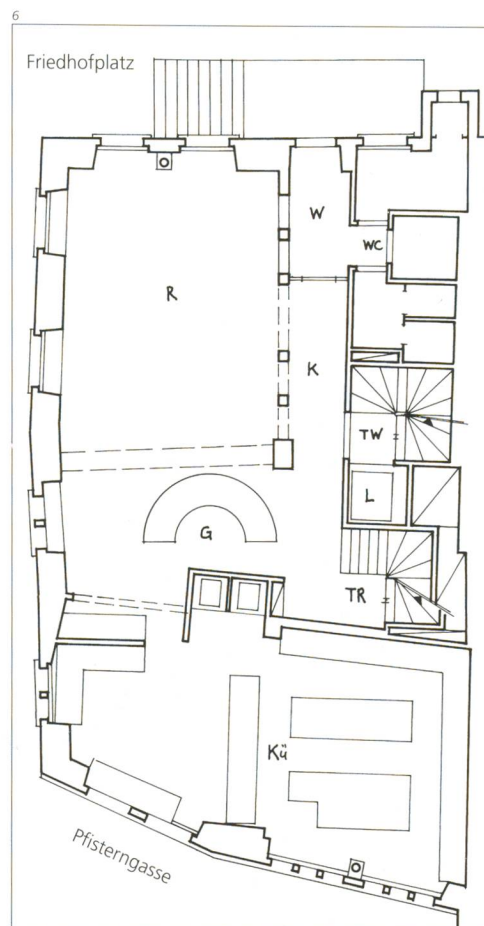 6
Friedhofplatz
W
WC
R
K
TW
L
G
TR
Kü
Pfisterngasse